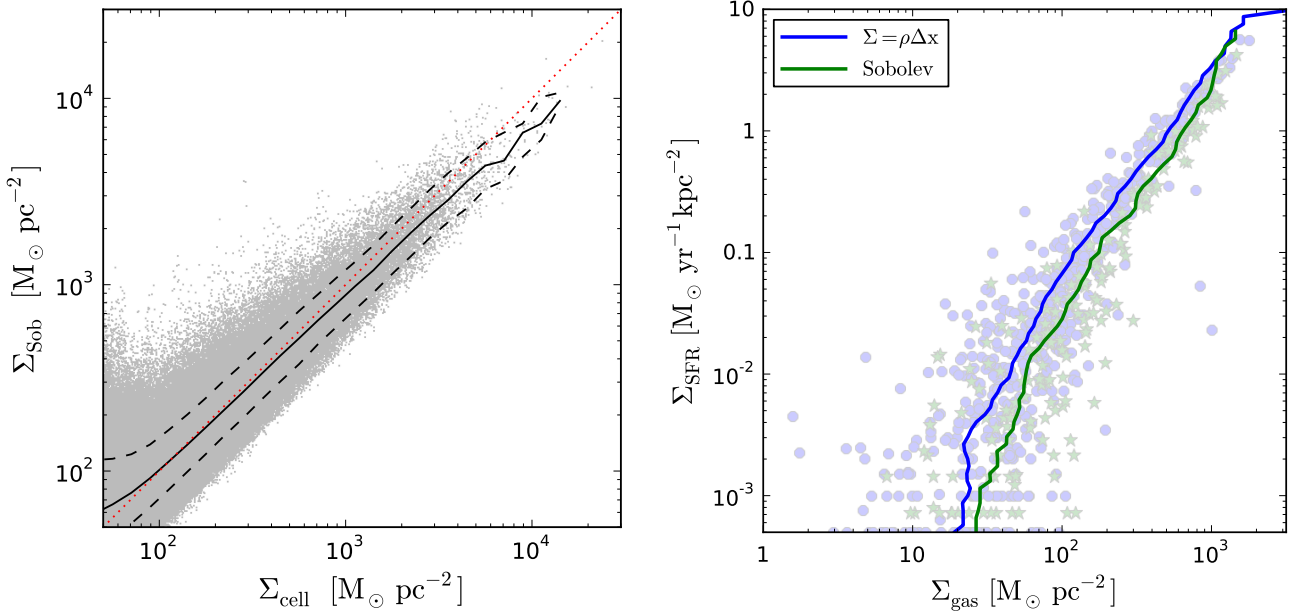 Σ_Sob [M_⊙ pc^−2]
10^4
10^3
10^2
10^2 10^3 10^4
Σ_cell [M_⊙ pc^−2]
Σ_SFR [M_⊙ yr^−1 kpc^−2]
10
1
0.1
10^-2
10^-3
Σ=ρΔx
Sobolev
1 10 10^2 10^3
Σ_gas [M_⊙ pc^−2]